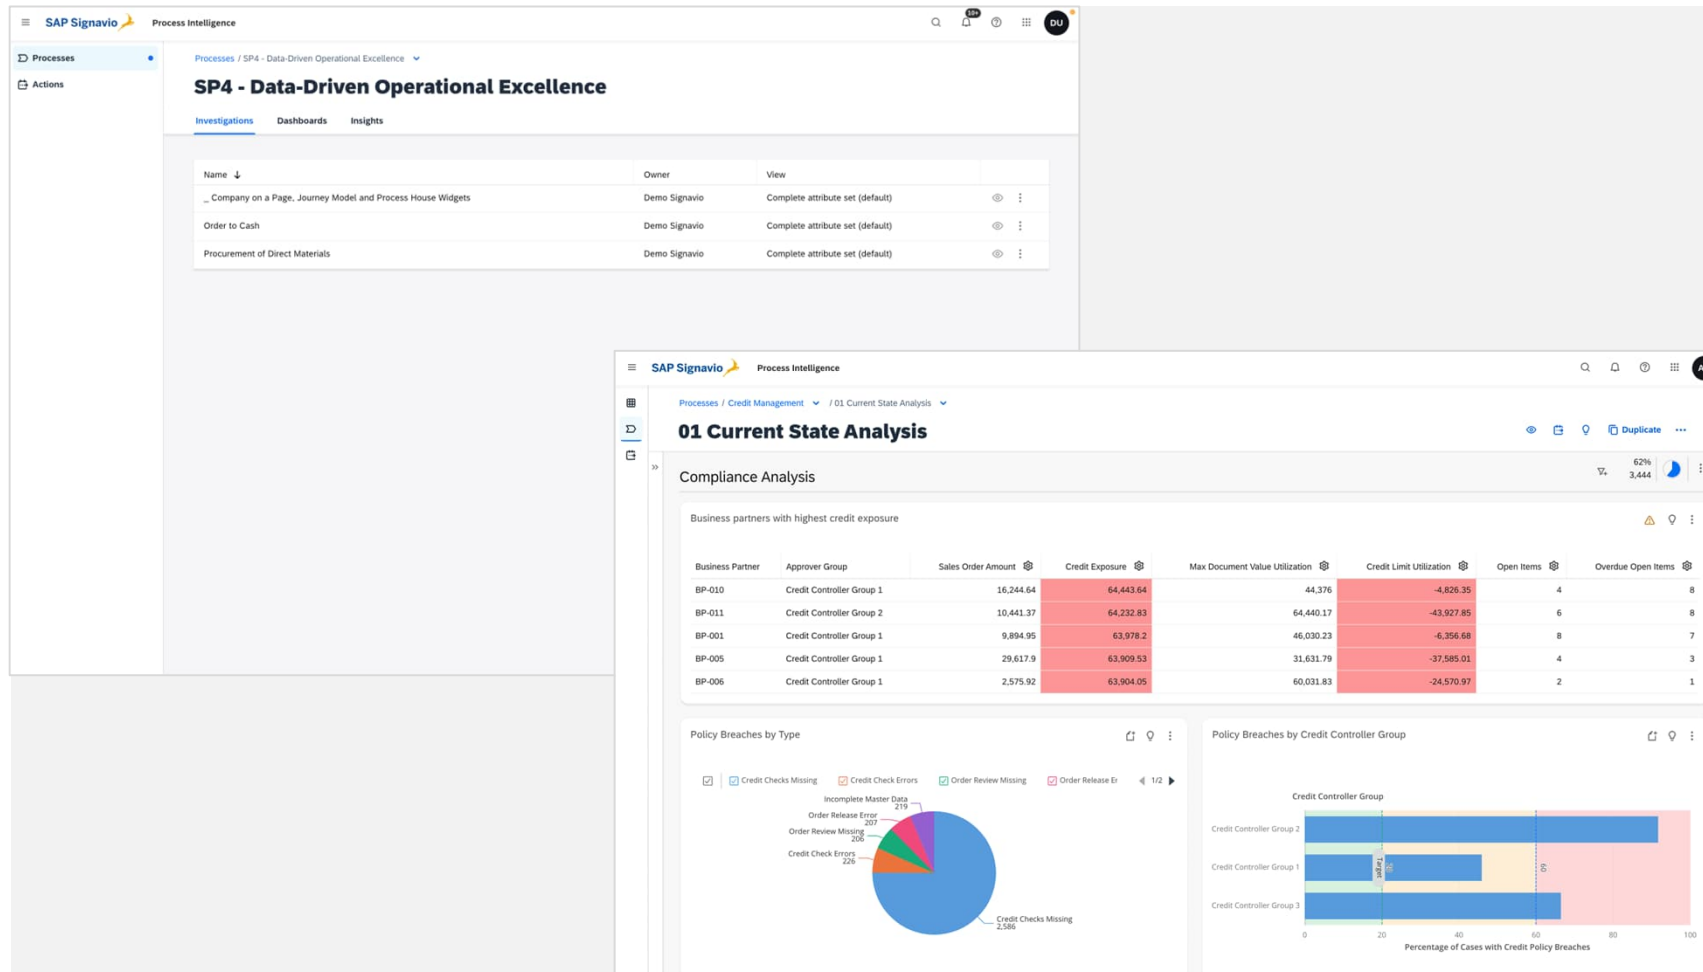 SAP Signavio Process Intelligence 10+ DU
Processes
Actions
Processes / SP4 - Data-Driven Operational Excellence
SP4 - Data-Driven Operational Excellence
Investigations Dashboards Insights
Name Owner View
_ Company on a Page, Journey Model and Process House Widgets Demo Signavio Complete attribute set (default)
Order to Cash Demo Signavio Complete attribute set (default)
Procurement of Direct Materials Demo Signavio Complete attribute set (default)
SAP Signavio Process Intelligence
Processes / Credit Management / 01 Current State Analysis
01 Current State Analysis Duplicate
Compliance Analysis 62%
3,444
Business partners with highest credit exposure
Business Partner Approver Group Sales Order Amount Credit Exposure Max Document Value Utilization Credit Limit Utilization Open Items Overdue Open Items
BP-010 Credit Controller Group 1 16,244.64 64,443.64 44,376 -4,826.35 4 8
BP-011 Credit Controller Group 2 10,441.37 64,232.83 64,440.17 -43,927.85 6 8
BP-001 Credit Controller Group 1 9,894.95 63,978.2 46,030.23 -6,356.68 8 7
BP-005 Credit Controller Group 1 29,617.9 63,909.53 31,631.79 -37,585.01 4 3
BP-006 Credit Controller Group 1 2,575.92 63,904.05 60,031.83 -24,570.97 2 1
Policy Breaches by Type
Credit Checks Missing Credit Check Errors Order Review Missing Order Release Er 1/2
Incomplete Master Data
219
Order Release Error
207
Order Review Missing
206
Credit Check Errors
226
Credit Checks Missing
2,586
Policy Breaches by Credit Controller Group
Credit Controller Group
Credit Controller Group 2
Credit Controller Group 1
Target
60
Credit Controller Group 3
0 20 40 60 80 100
Percentage of Cases with Credit Policy Breaches